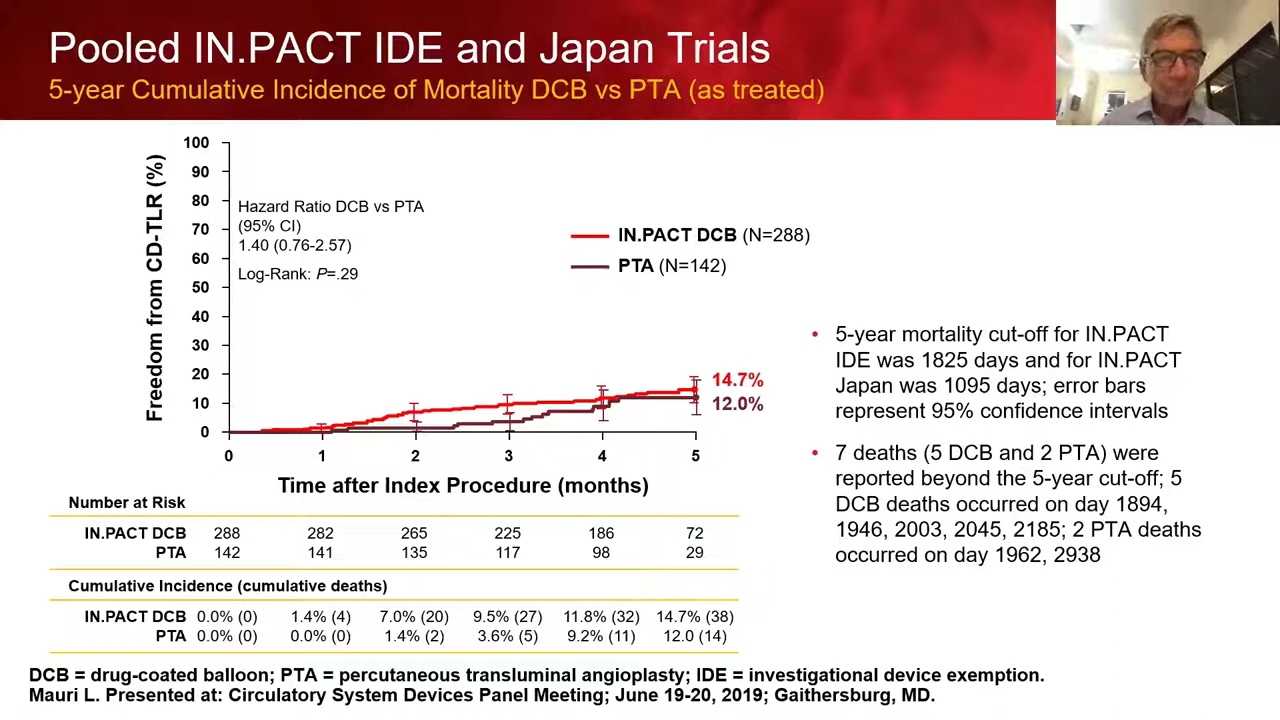 Pooled IN.PACT IDE and Japan Trials
5-year Cumulative Incidence of Mortality DCB vs PTA (as treated)
Freedom from CD-TLR (%)
100
90
80
70
60
50
40
30
20
10
0
Hazard Ratio DCB vs PTA
(95% CI)
1.40 (0.76-2.57)
Log-Rank: P=.29
IN.PACT DCB (N=288)
PTA (N=142)
14.7%
12.0%
0 1 2 3 4 5
Time after Index Procedure (months)
• 5-year mortality cut-off for IN.PACT
IDE was 1825 days and for IN.PACT
Japan was 1095 days; error bars
represent 95% confidence intervals
• 7 deaths (5 DCB and 2 PTA) were
reported beyond the 5-year cut-off; 5
DCB deaths occurred on day 1894,
1946, 2003, 2045, 2185; 2 PTA deaths
occurred on day 1962, 2938
Number at Risk
IN.PACT DCB 288 282 265 225 186 72
PTA 142 141 135 117 98 29
Cumulative Incidence (cumulative deaths)
IN.PACT DCB 0.0% (0) 1.4% (4) 7.0% (20) 9.5% (27) 11.8% (32) 14.7% (38)
PTA 0.0% (0) 0.0% (0) 1.4% (2) 3.6% (5) 9.2% (11) 12.0 (14)
DCB = drug-coated balloon; PTA = percutaneous transluminal angioplasty; IDE = investigational device exemption.
Mauri L. Presented at: Circulatory System Devices Panel Meeting; June 19-20, 2019; Gaithersburg, MD.